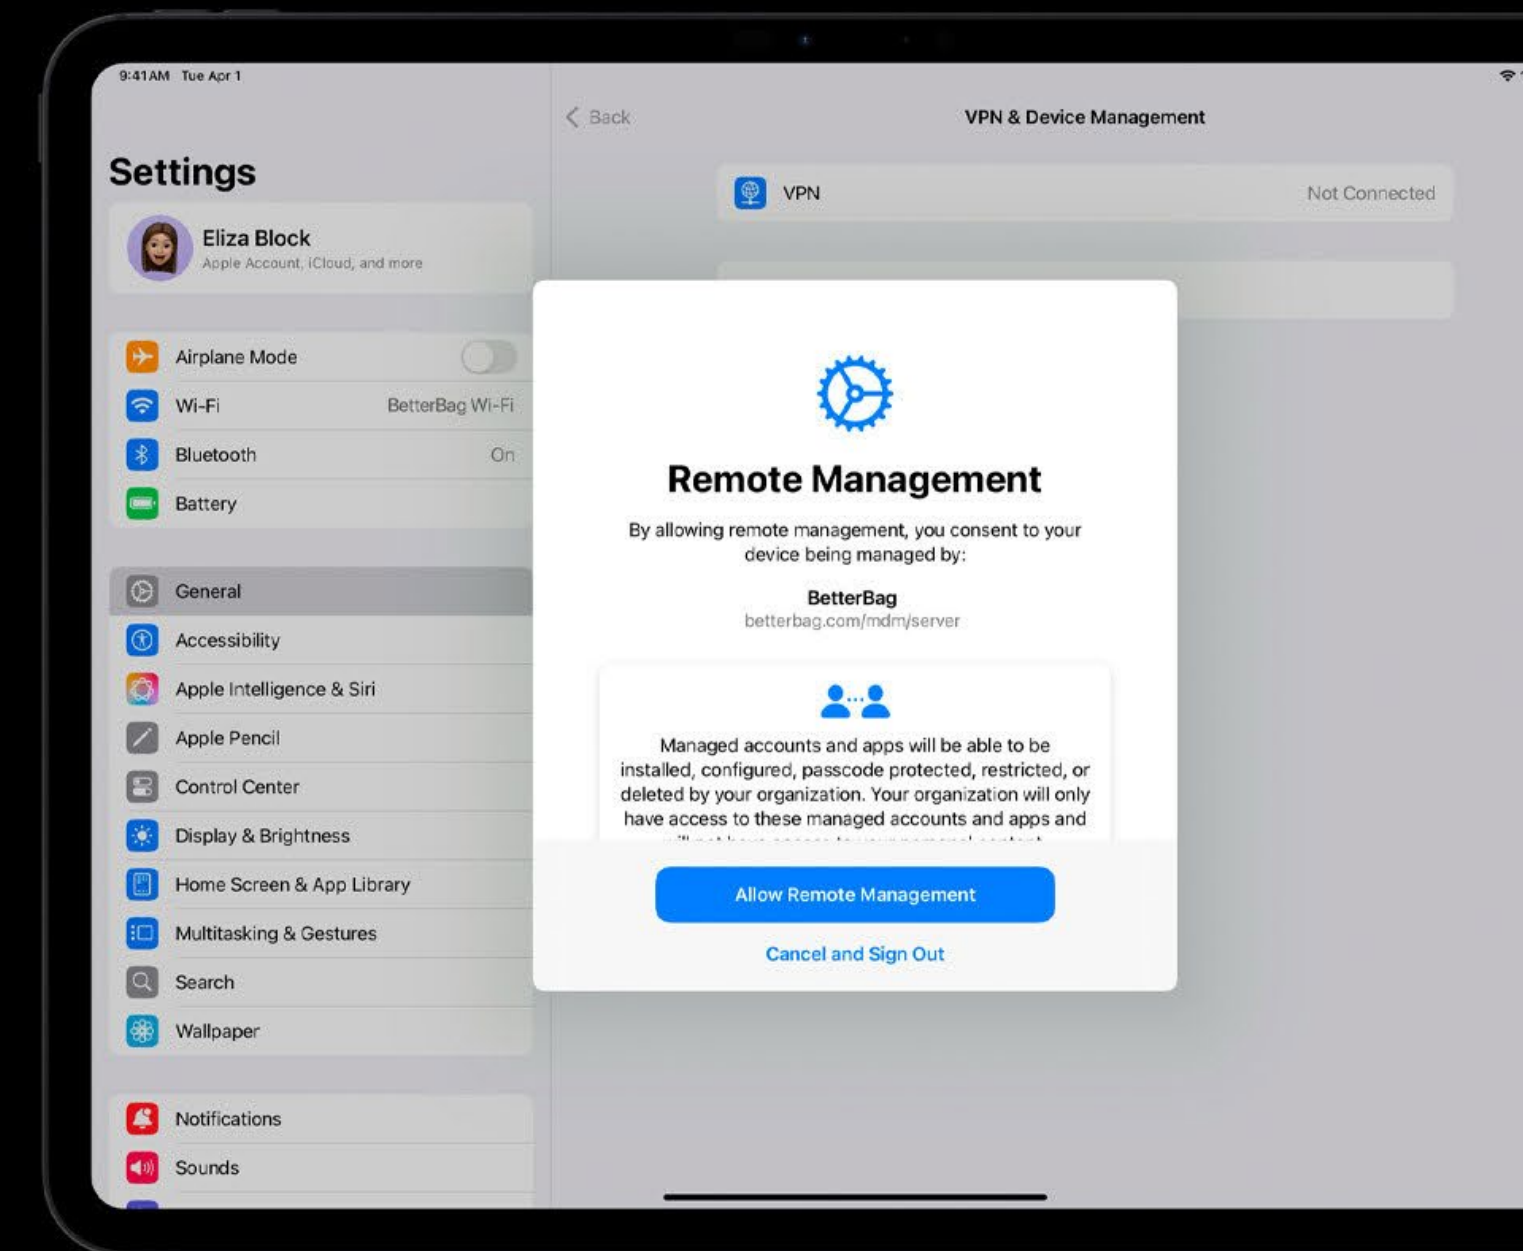 9:41 AM Tue Apr 1
Settings
Eliza Block
Apple Account, iCloud, and more
Airplane Mode
Wi-Fi BetterBag Wi-Fi
Bluetooth On
Battery
General
Accessibility
Apple Intelligence & Siri
Apple Pencil
Control Center
Display & Brightness
Home Screen & App Library
Multitasking & Gestures
Search
Wallpaper
Notifications
Sounds
Back
VPN & Device Management
VPN Not Connected
Remote Management
By allowing remote management, you consent to your
device being managed by:
BetterBag
betterbag.com/mdm/server
Managed accounts and apps will be able to be
installed, configured, passcode protected, restricted, or
deleted by your organization. Your organization will only
have access to these managed accounts and apps and
Allow Remote Management
Cancel and Sign Out